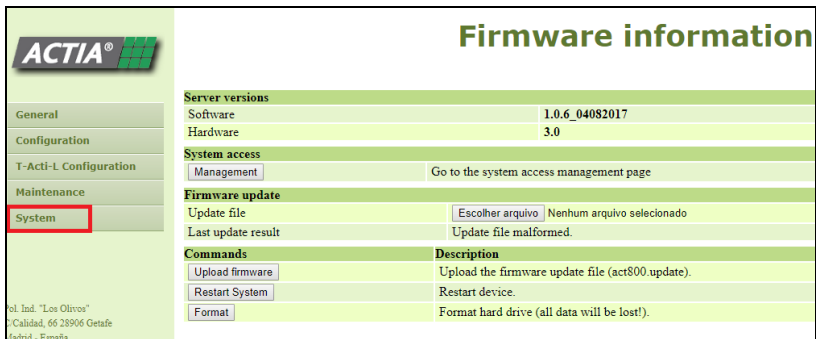 ACTIA®
Firmware information
General
Configuration
T-Acti-L Configuration
Maintenance
System
Server versions
Software 1.0.6_04082017
Hardware 3.0
System access
Management Go to the system access management page
Firmware update
Update file Escolher arquivo Nenhum arquivo selecionado
Last update result Update file malformed.
Commands Description
Upload firmware Upload the firmware update file (act800.update).
Restart System Restart device.
Format Format hard drive (all data will be lost!).
Pol. Ind. "Los Olivos"
C/Calidad, 66 28906 Getafe
Madrid - España